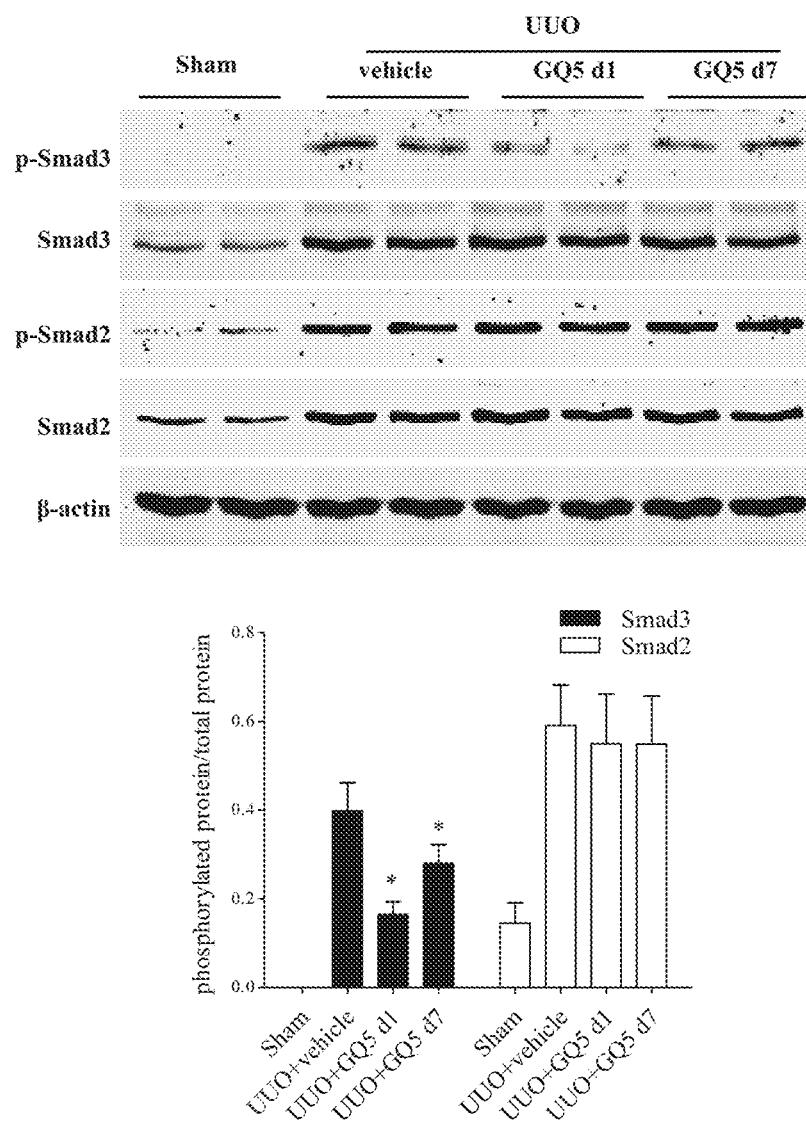 UUO
Sham
vehicle
GQ5 d1
GQ5 d7
p-Smad3
Smad3
p-Smad2
Smad2
β-actin
Smad3
Smad2
phosphorylated protein/total protein
0.8
0.6
0.4
0.2
0.0
*
*
Sham
UUO+vehicle
UUO+GQ5 d1
UUO+GQ5 d7
Sham
UUO+vehicle
UUO+GQ5 d1
UUO+GQ5 d7